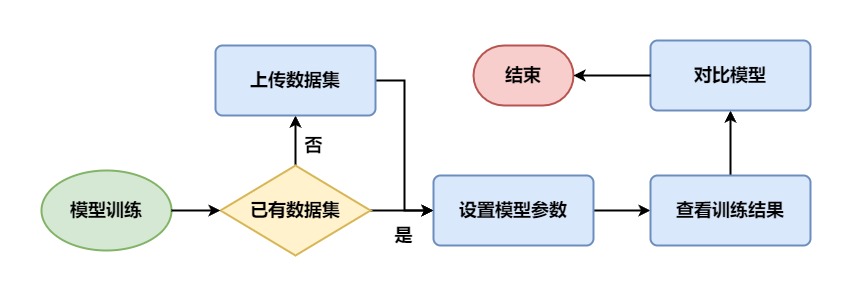 上传数据集
结束
对比模型
否
模型训练
已有数据集
设置模型参数
查看训练结果
是